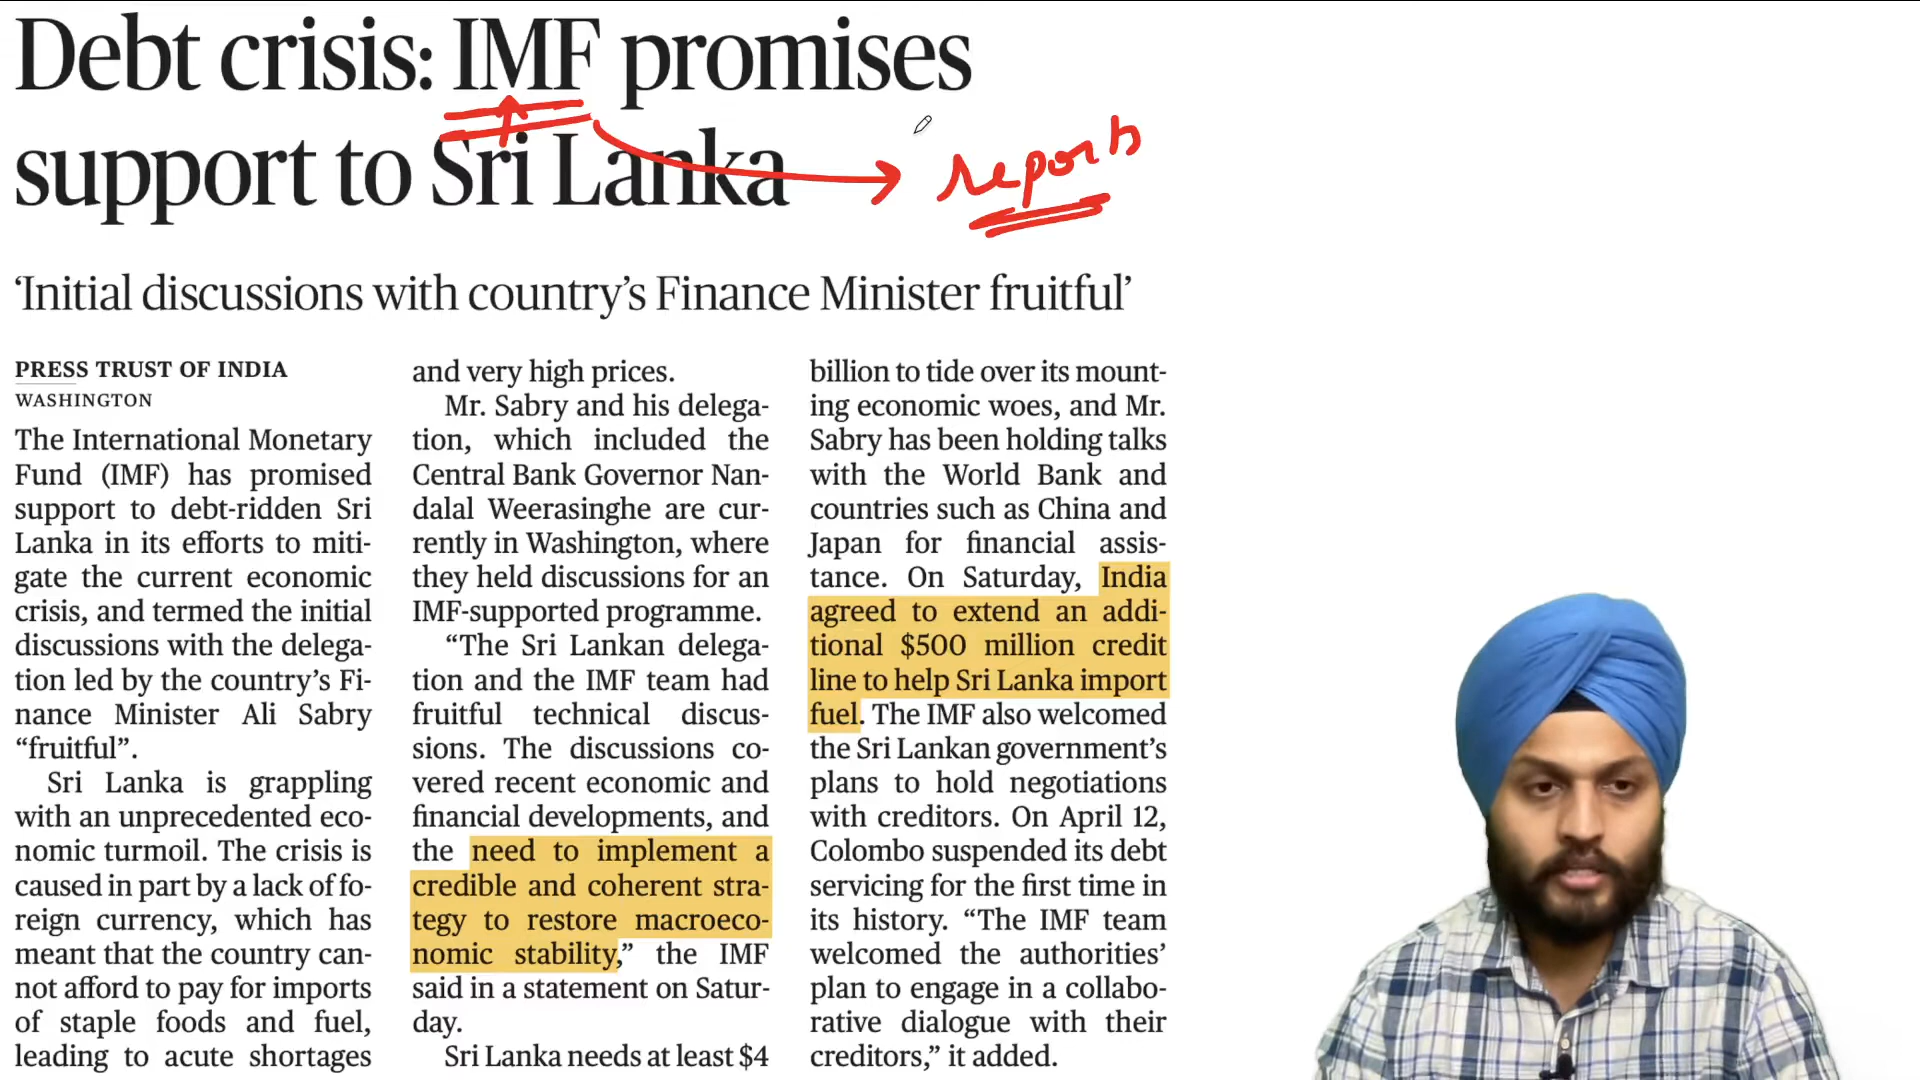 Debt crisis: IMF promises
support to Sri Lanka
reports
‘Initial discussions with country’s Finance Minister fruitful’
PRESS TRUST OF INDIA
WASHINGTON
The International Monetary
Fund (IMF) has promised
support to debt-ridden Sri
Lanka in its efforts to miti-
gate the current economic
crisis, and termed the initial
discussions with the delega-
tion led by the country’s Fi-
nance Minister Ali Sabry
“fruitful”.
Sri Lanka is grappling
with an unprecedented eco-
nomic turmoil. The crisis is
caused in part by a lack of fo-
reign currency, which has
meant that the country can-
not afford to pay for imports
of staple foods and fuel,
leading to acute shortages
and very high prices.
Mr. Sabry and his delega-
tion, which included the
Central Bank Governor Nan-
dalal Weerasinghe are cur-
rently in Washington, where
they held discussions for an
IMF-supported programme.
“The Sri Lankan delega-
tion and the IMF team had
fruitful technical discus-
sions. The discussions co-
vered recent economic and
financial developments, and
the need to implement a
credible and coherent stra-
tegy to restore macroeco-
nomic stability,” the IMF
said in a statement on Satur-
day.
Sri Lanka needs at least $4
billion to tide over its mount-
ing economic woes, and Mr.
Sabry has been holding talks
with the World Bank and
countries such as China and
Japan for financial assis-
tance. On Saturday, India
agreed to extend an addi-
tional $500 million credit
line to help Sri Lanka import
fuel. The IMF also welcomed
the Sri Lankan government’s
plans to hold negotiations
with creditors. On April 12,
Colombo suspended its debt
servicing for the first time in
its history. “The IMF team
welcomed the authorities’
plan to engage in a collabo-
rative dialogue with their
creditors,” it added.